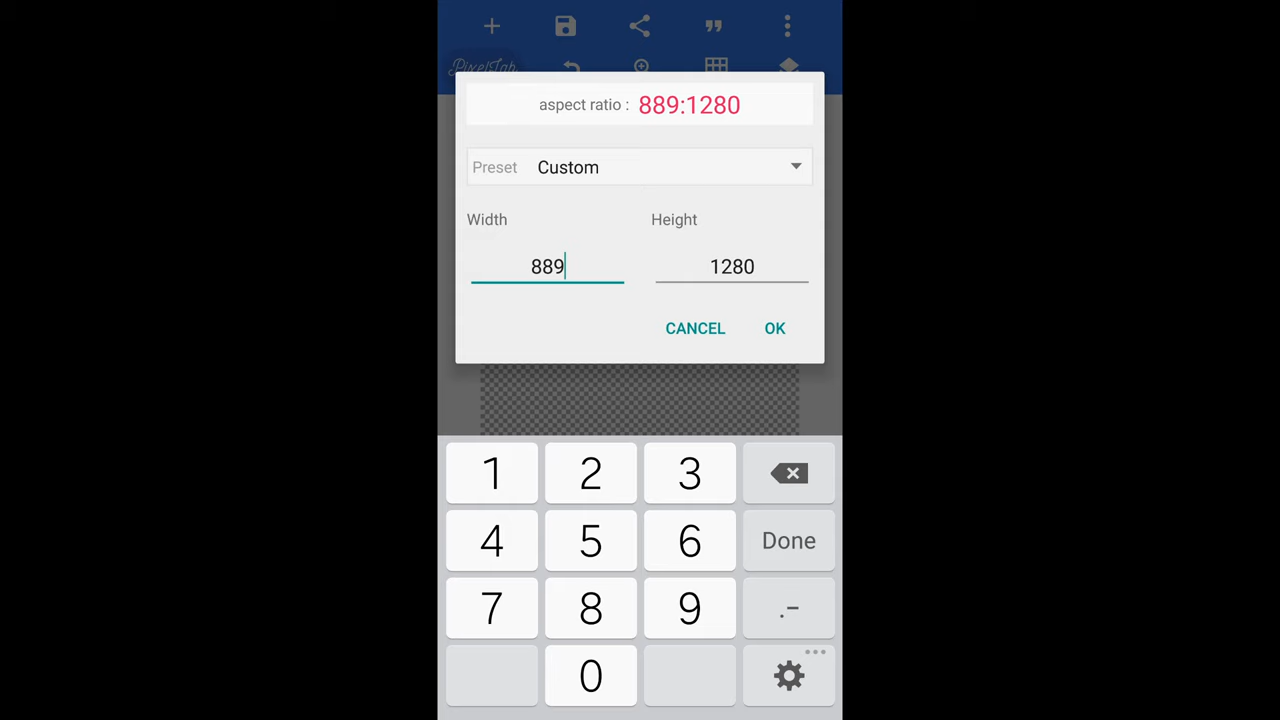 PixelLab
aspect ratio : 889:1280
Preset Custom
Width Height
889 1280
CANCEL OK
1 2 3
4 5 6 Done
7 8 9 .-
0